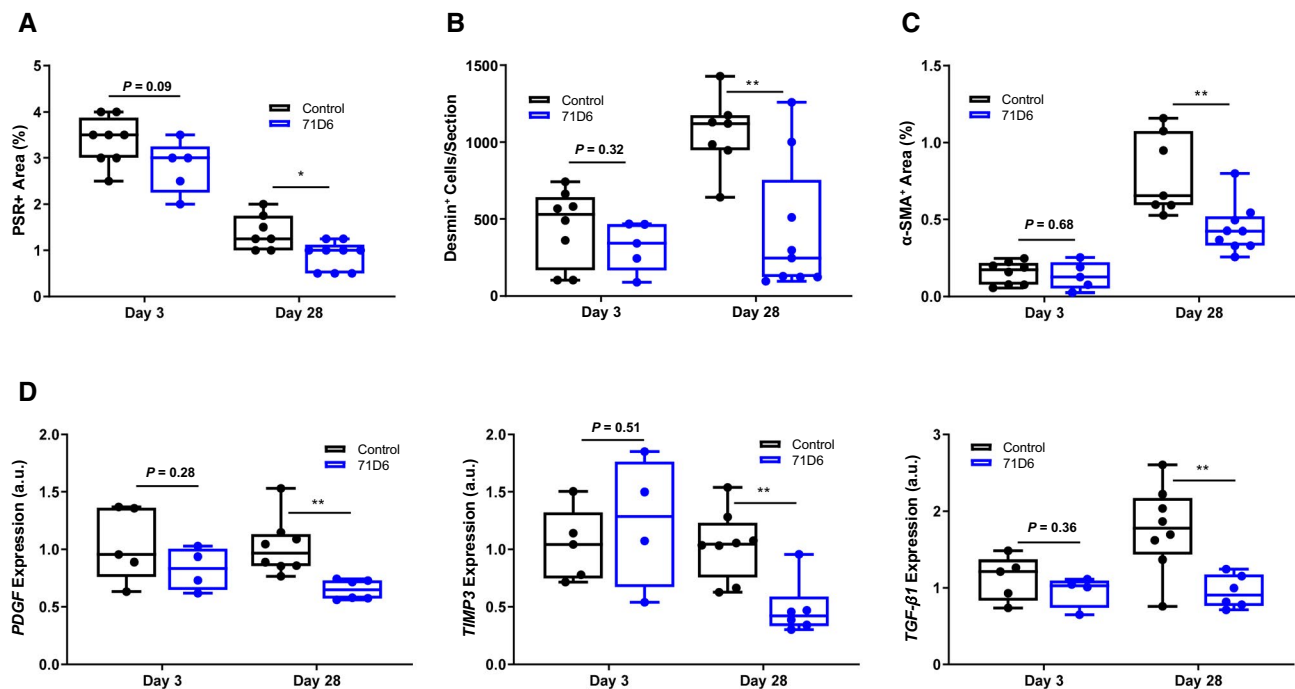 A
PSR+ Area (%)
5
4
3
2
1
0
P = 0.09
*
Control
71D6
Day 3
Day 28
B
Desmin⁺ Cells/Section
1500
1000
500
0
P = 0.32
**
Control
71D6
Day 3
Day 28
C
α-SMA⁺ Area (%)
1.5
1.0
0.5
0.0
P = 0.68
**
Control
71D6
Day 3
Day 28
D
PDGF Expression (a.u.)
2.0
1.5
1.0
0.5
0.0
P = 0.28
**
Control
71D6
Day 3
Day 28
TIMP3 Expression (a.u.)
2.0
1.5
1.0
0.5
0.0
P = 0.51
**
Control
71D6
Day 3
Day 28
TGF-β1 Expression (a.u.)
3
2
1
0
P = 0.36
**
Control
71D6
Day 3
Day 28